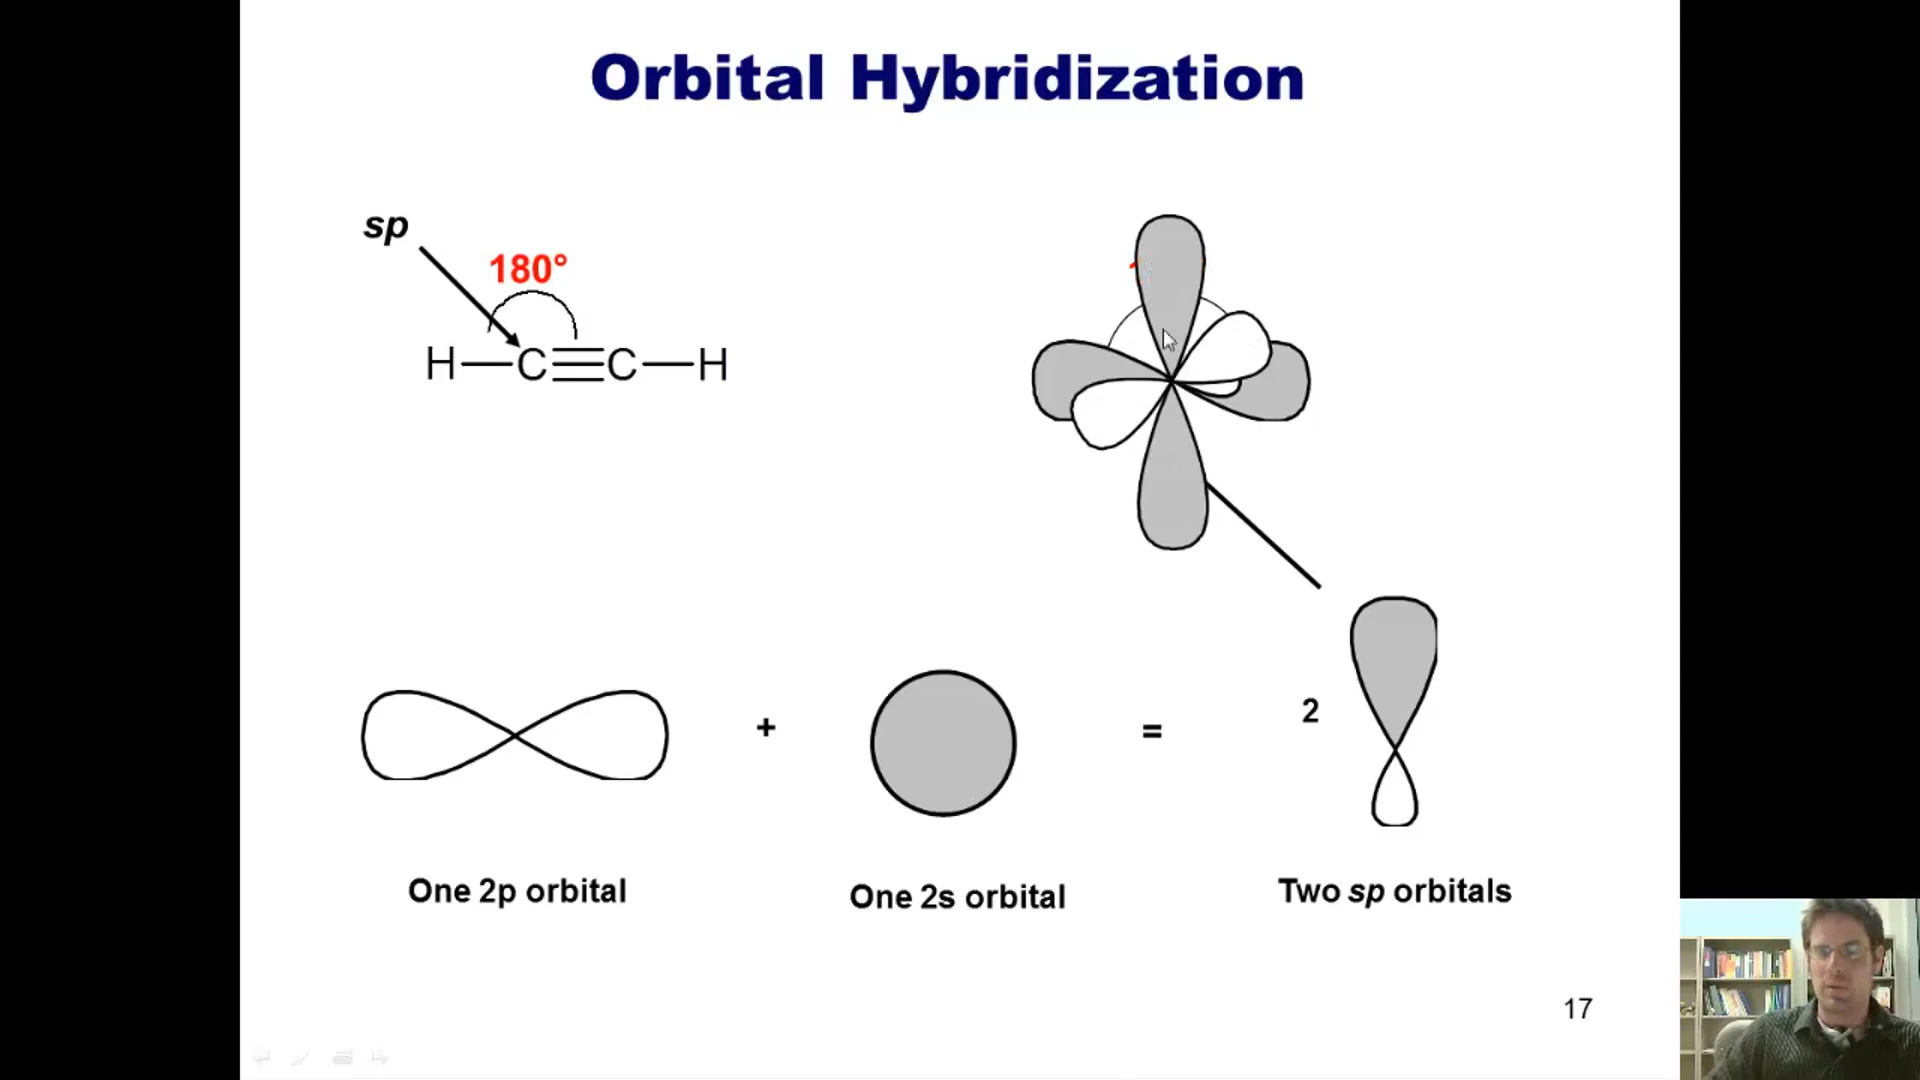 Orbital Hybridization
sp
180°
H—C≡C—H
+
=
2
One 2p orbital
One 2s orbital
Two sp orbitals
17